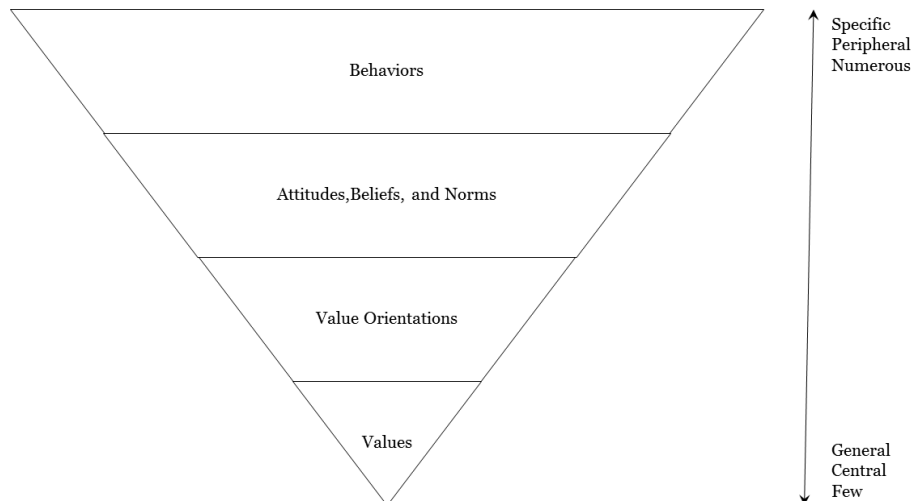 Specific
Peripheral
Numerous
Behaviors
Attitudes,Beliefs, and Norms
Value Orientations
Values
General
Central
Few